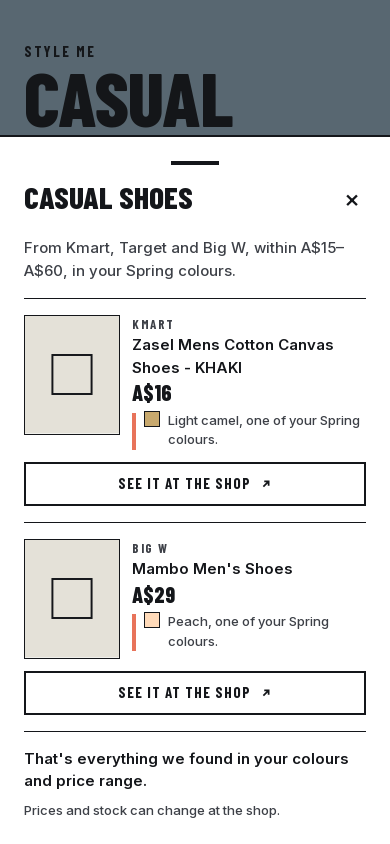 STYLE ME
CASUAL
CASUAL SHOES
From Kmart, Target and Big W, within A$15–
A$60, in your Spring colours.
KMART
Zasel Mens Cotton Canvas
Shoes - KHAKI
A$16
Light camel, one of your Spring
colours.
SEE IT AT THE SHOP
BIG W
Mambo Men's Shoes
A$29
Peach, one of your Spring
colours.
SEE IT AT THE SHOP
That's everything we found in your colours
and price range.
Prices and stock can change at the shop.